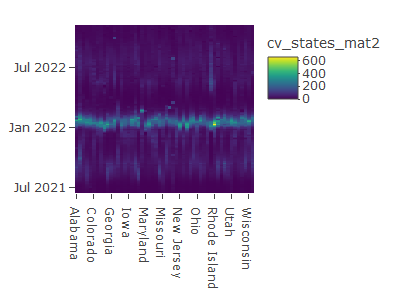 cv_states_mat2
600
400
200
0
Jul 2022
Jan 2022
Jul 2021
Alabama
Colorado
Georgia
Iowa
Maryland
Missouri
New Jersey
Ohio
Rhode Island
Utah
Wisconsin